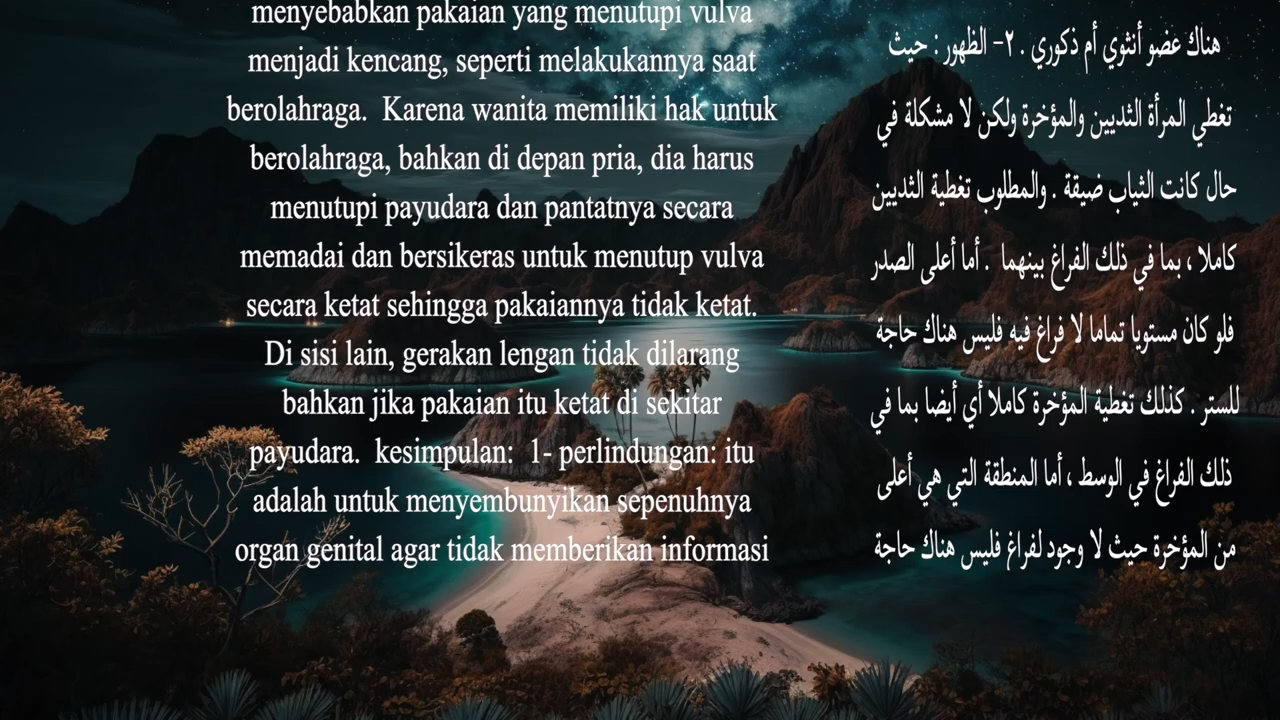 menyebabkan pakaian yang menutupi vulva
menjadi kencang, seperti melakukannya saat
berolahraga.  Karena wanita memiliki hak untuk
berolahraga, bahkan di depan pria, dia harus
menutupi payudara dan pantatnya secara
memadai dan bersikeras untuk menutup vulva
secara ketat sehingga pakaiannya tidak ketat.
Di sisi lain, gerakan lengan tidak dilarang
bahkan jika pakaian itu ketat di sekitar
payudara.  kesimpulan:  1- perlindungan: itu
adalah untuk menyembunyikan sepenuhnya
organ genital agar tidak memberikan informasi
هناك عضو أنثوي أم ذكوري . ٢- الظهور : حيث
تغطي المرأة الثديين والمؤخرة ولكن لا مشكلة في
حال كانت الثياب ضيقة . والمطلوب تغطية الثديين
كاملا ، بما في ذلك الفراغ بينهما  . أما أعلى الصدر
فلو كان مستويا تماما لا فراغ فيه فليس هناك حاجة
للستر . كذلك تغطية المؤخرة كاملا أي أيضا بما في
ذلك الفراغ في الوسط ، أما المنطقة التي هي أعلى
من المؤخرة حيث لا وجود لفراغ فليس هناك حاجة